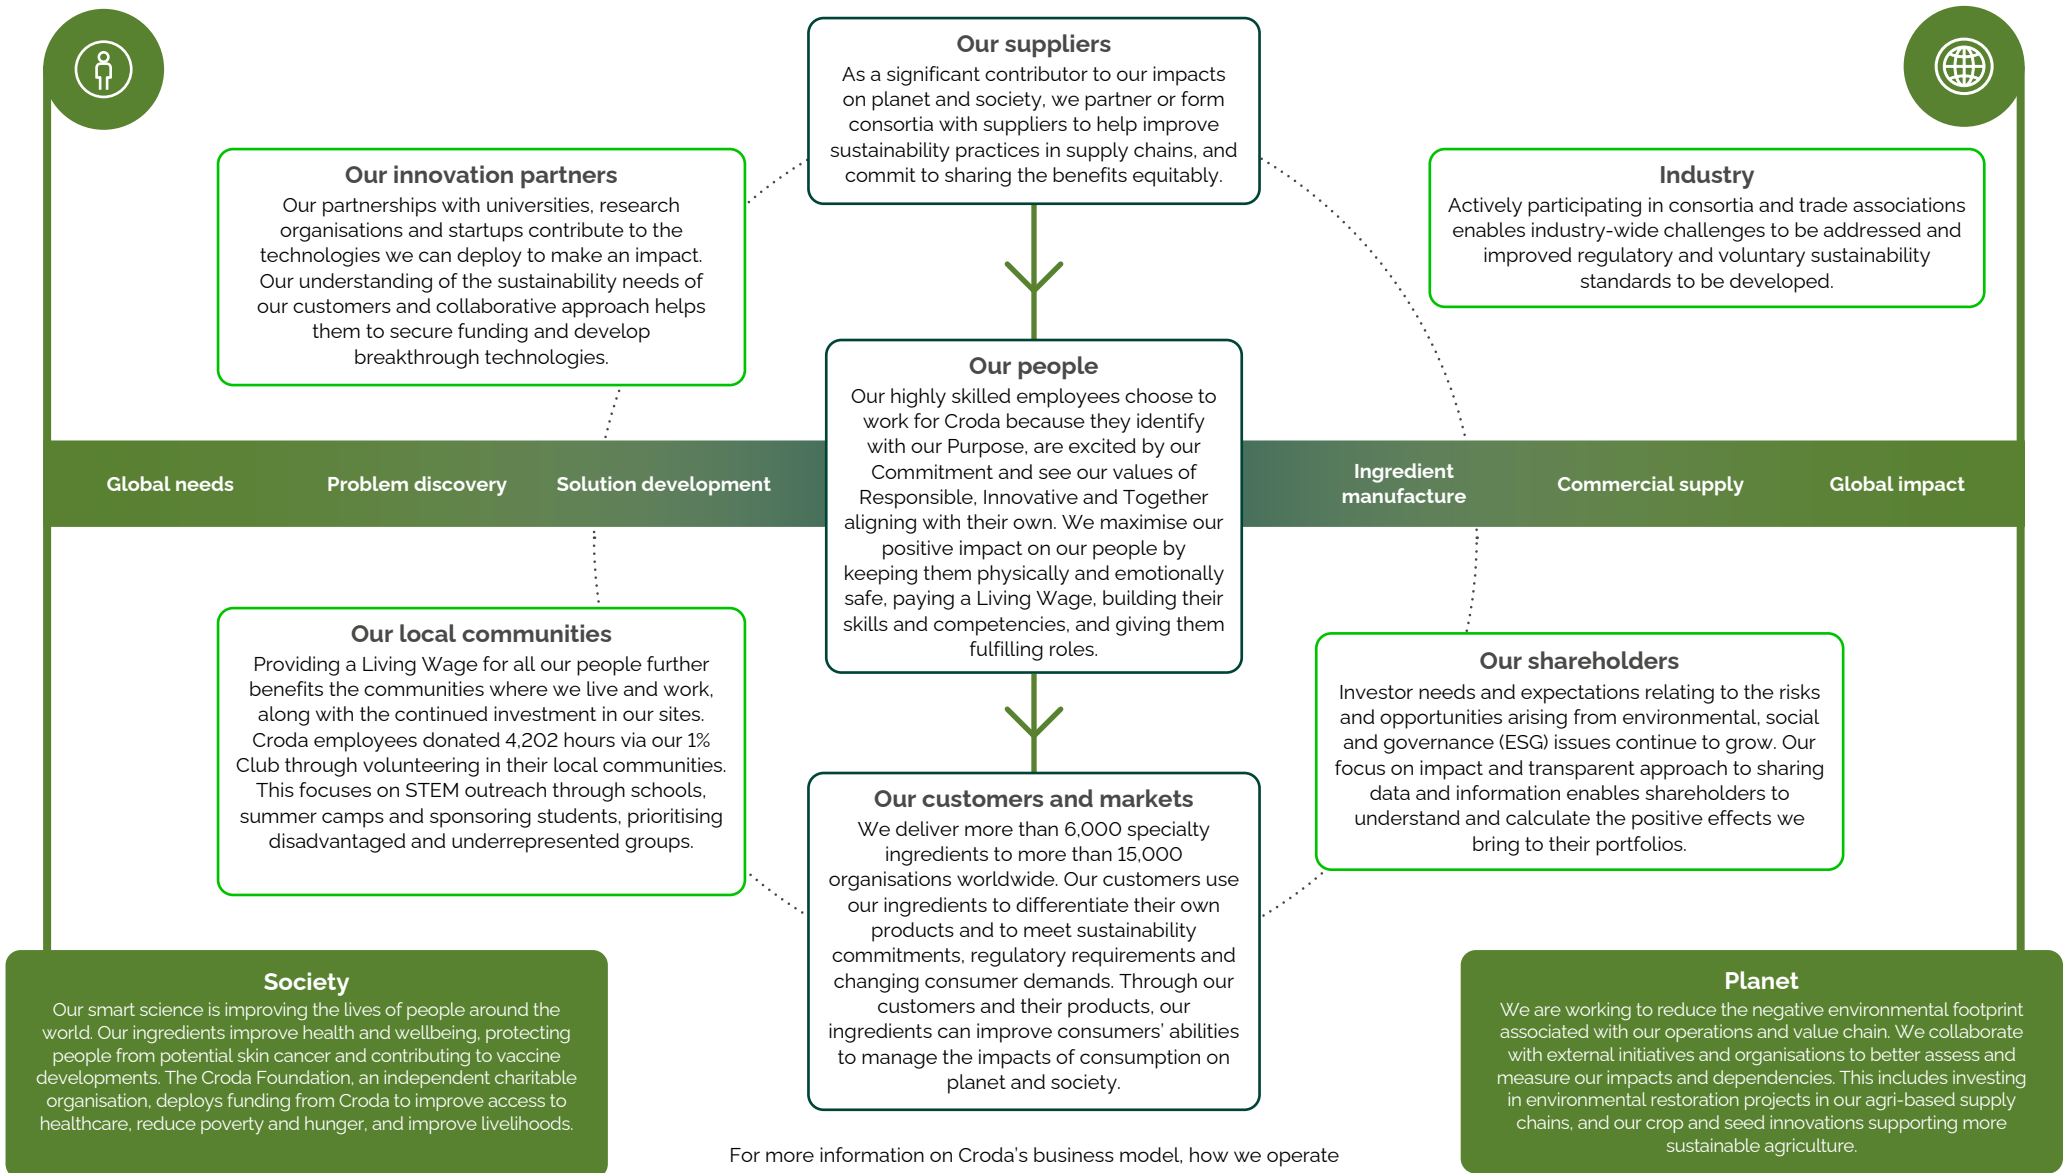 Our suppliers
As a significant contributor to our impacts
on planet and society, we partner or form
consortia with suppliers to help improve
sustainability practices in supply chains, and
commit to sharing the benefits equitably.
Our innovation partners
Our partnerships with universities, research
organisations and startups contribute to the
technologies we can deploy to make an impact.
Our understanding of the sustainability needs of
our customers and collaborative approach helps
them to secure funding and develop
breakthrough technologies.
Industry
Actively participating in consortia and trade associations
enables industry-wide challenges to be addressed and
improved regulatory and voluntary sustainability
standards to be developed.
Our people
Our highly skilled employees choose to
work for Croda because they identify
with our Purpose, are excited by our
Commitment and see our values of
Responsible, Innovative and Together
aligning with their own. We maximise our
positive impact on our people by
keeping them physically and emotionally
safe, paying a Living Wage, building their
skills and competencies, and giving them
fulfilling roles.
Global needs
Problem discovery
Solution development
Ingredient
manufacture
Commercial supply
Global impact
Our local communities
Providing a Living Wage for all our people further
benefits the communities where we live and work,
along with the continued investment in our sites.
Croda employees donated 4,202 hours via our 1%
Club through volunteering in their local communities.
This focuses on STEM outreach through schools,
summer camps and sponsoring students, prioritising
disadvantaged and underrepresented groups.
Our shareholders
Investor needs and expectations relating to the risks
and opportunities arising from environmental, social
and governance (ESG) issues continue to grow. Our
focus on impact and transparent approach to sharing
data and information enables shareholders to
understand and calculate the positive effects we
bring to their portfolios.
Our customers and markets
We deliver more than 6,000 specialty
ingredients to more than 15,000
organisations worldwide. Our customers use
our ingredients to differentiate their own
products and to meet sustainability
commitments, regulatory requirements and
changing consumer demands. Through our
customers and their products, our
ingredients can improve consumers' abilities
to manage the impacts of consumption on
planet and society.
Society
Our smart science is improving the lives of people around the
world. Our ingredients improve health and wellbeing, protecting
people from potential skin cancer and contributing to vaccine
developments. The Croda Foundation, an independent charitable
organisation, deploys funding from Croda to improve access to
healthcare, reduce poverty and hunger, and improve livelihoods.
Planet
We are working to reduce the negative environmental footprint
associated with our operations and value chain. We collaborate
with external initiatives and organisations to better assess and
measure our impacts and dependencies. This includes investing
in environmental restoration projects in our agri-based supply
chains, and our crop and seed innovations supporting more
sustainable agriculture.
For more information on Croda's business model, how we operate